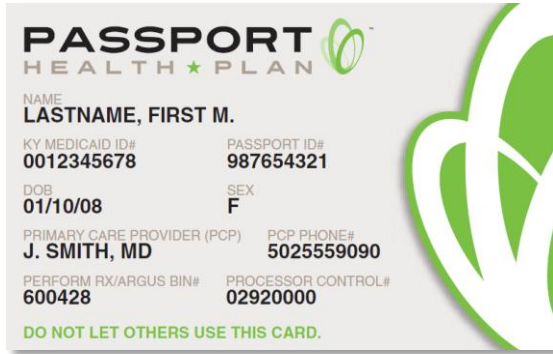 PASSPORT ™
HEALTH★PLAN
NAME
LASTNAME, FIRST M.
KY MEDICAID ID# PASSPORT ID#
0012345678 987654321
DOB SEX
01/10/08 F
PRIMARY CARE PROVIDER (PCP) PCP PHONE#
J. SMITH, MD 5025559090
PERFORM RX/ARGUS BIN# PROCESSOR CONTROL#
600428 02920000
DO NOT LET OTHERS USE THIS CARD.